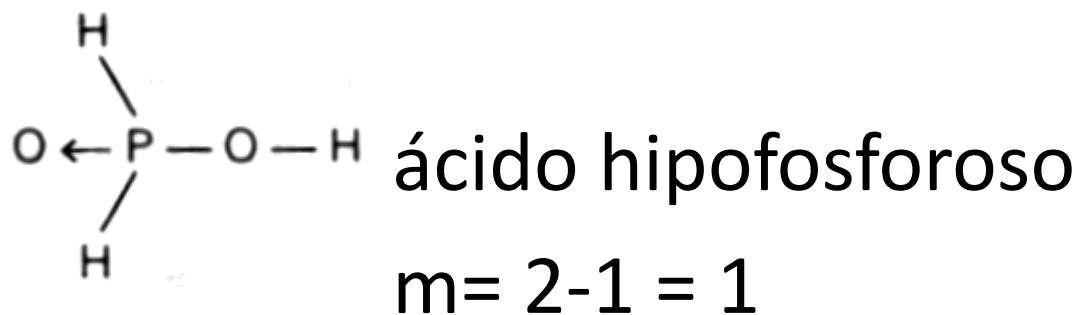 H
O ← P — O — H ácido hipofosforoso
H
m= 2-1 = 1